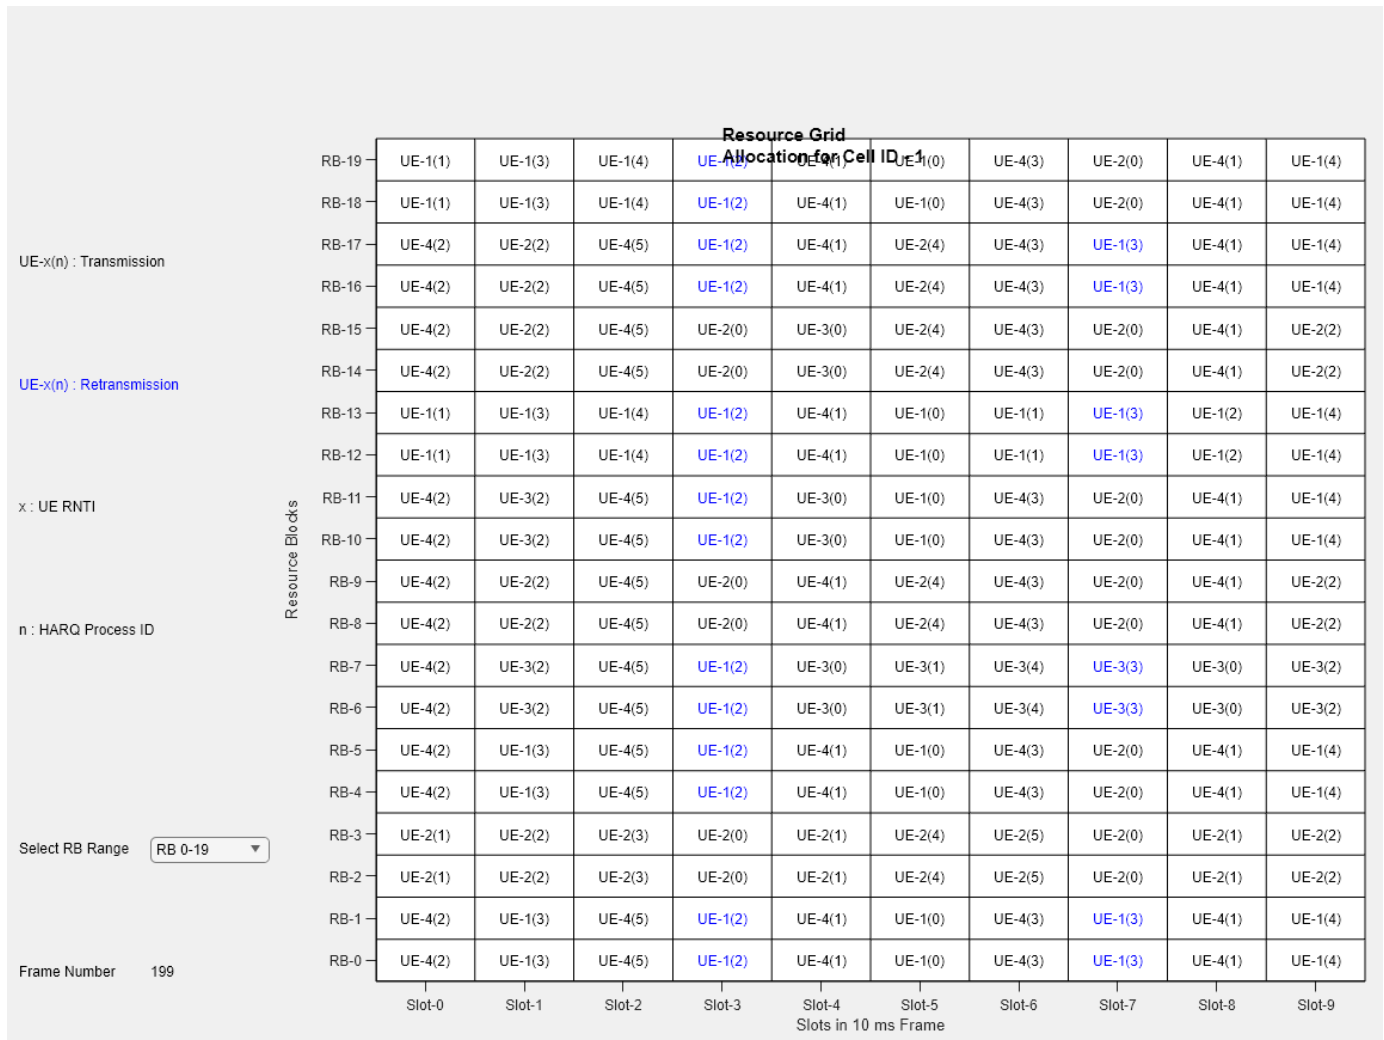 Resource Grid
Allocation for Cell ID - 1
RB-19 UE-1(1) UE-1(3) UE-1(4) UE-1(2) UE-4(1) UE-1(0) UE-4(3) UE-2(0) UE-4(1) UE-1(4)
RB-18 UE-1(1) UE-1(3) UE-1(4) UE-1(2) UE-4(1) UE-1(0) UE-4(3) UE-2(0) UE-4(1) UE-1(4)
RB-17 UE-4(2) UE-2(2) UE-4(5) UE-1(2) UE-4(1) UE-2(4) UE-4(3) UE-1(3) UE-4(1) UE-1(4)
UE-x(n) : Transmission
RB-16 UE-4(2) UE-2(2) UE-4(5) UE-1(2) UE-4(1) UE-2(4) UE-4(3) UE-1(3) UE-4(1) UE-1(4)
RB-15 UE-4(2) UE-2(2) UE-4(5) UE-2(0) UE-3(0) UE-2(4) UE-4(3) UE-2(0) UE-4(1) UE-2(2)
RB-14 UE-4(2) UE-2(2) UE-4(5) UE-2(0) UE-3(0) UE-2(4) UE-4(3) UE-2(0) UE-4(1) UE-2(2)
UE-x(n) : Retransmission
RB-13 UE-1(1) UE-1(3) UE-1(4) UE-1(2) UE-4(1) UE-1(0) UE-1(1) UE-1(3) UE-1(2) UE-1(4)
RB-12 UE-1(1) UE-1(3) UE-1(4) UE-1(2) UE-4(1) UE-1(0) UE-1(1) UE-1(3) UE-1(2) UE-1(4)
RB-11 UE-4(2) UE-3(2) UE-4(5) UE-1(2) UE-3(0) UE-1(0) UE-4(3) UE-2(0) UE-4(1) UE-1(4)
x : UE RNTI
Resource Blocks
RB-10 UE-4(2) UE-3(2) UE-4(5) UE-1(2) UE-3(0) UE-1(0) UE-4(3) UE-2(0) UE-4(1) UE-1(4)
RB-9 UE-4(2) UE-2(2) UE-4(5) UE-2(0) UE-4(1) UE-2(4) UE-4(3) UE-2(0) UE-4(1) UE-2(2)
RB-8 UE-4(2) UE-2(2) UE-4(5) UE-2(0) UE-4(1) UE-2(4) UE-4(3) UE-2(0) UE-4(1) UE-2(2)
n : HARQ Process ID
RB-7 UE-4(2) UE-3(2) UE-4(5) UE-1(2) UE-3(0) UE-3(1) UE-3(4) UE-3(3) UE-3(0) UE-3(2)
RB-6 UE-4(2) UE-3(2) UE-4(5) UE-1(2) UE-3(0) UE-3(1) UE-3(4) UE-3(3) UE-3(0) UE-3(2)
RB-5 UE-4(2) UE-1(3) UE-4(5) UE-1(2) UE-4(1) UE-1(0) UE-4(3) UE-2(0) UE-4(1) UE-1(4)
RB-4 UE-4(2) UE-1(3) UE-4(5) UE-1(2) UE-4(1) UE-1(0) UE-4(3) UE-2(0) UE-4(1) UE-1(4)
RB-3 UE-2(1) UE-2(2) UE-2(3) UE-2(0) UE-2(1) UE-2(4) UE-2(5) UE-2(0) UE-2(1) UE-2(2)
Select RB Range RB 0-19
RB-2 UE-2(1) UE-2(2) UE-2(3) UE-2(0) UE-2(1) UE-2(4) UE-2(5) UE-2(0) UE-2(1) UE-2(2)
RB-1 UE-4(2) UE-1(3) UE-4(5) UE-1(2) UE-4(1) UE-1(0) UE-4(3) UE-1(3) UE-4(1) UE-1(4)
RB-0 UE-4(2) UE-1(3) UE-4(5) UE-1(2) UE-4(1) UE-1(0) UE-4(3) UE-1(3) UE-4(1) UE-1(4)
Frame Number 199
Slot-0 Slot-1 Slot-2 Slot-3 Slot-4 Slot-5 Slot-6 Slot-7 Slot-8 Slot-9
Slots in 10 ms Frame